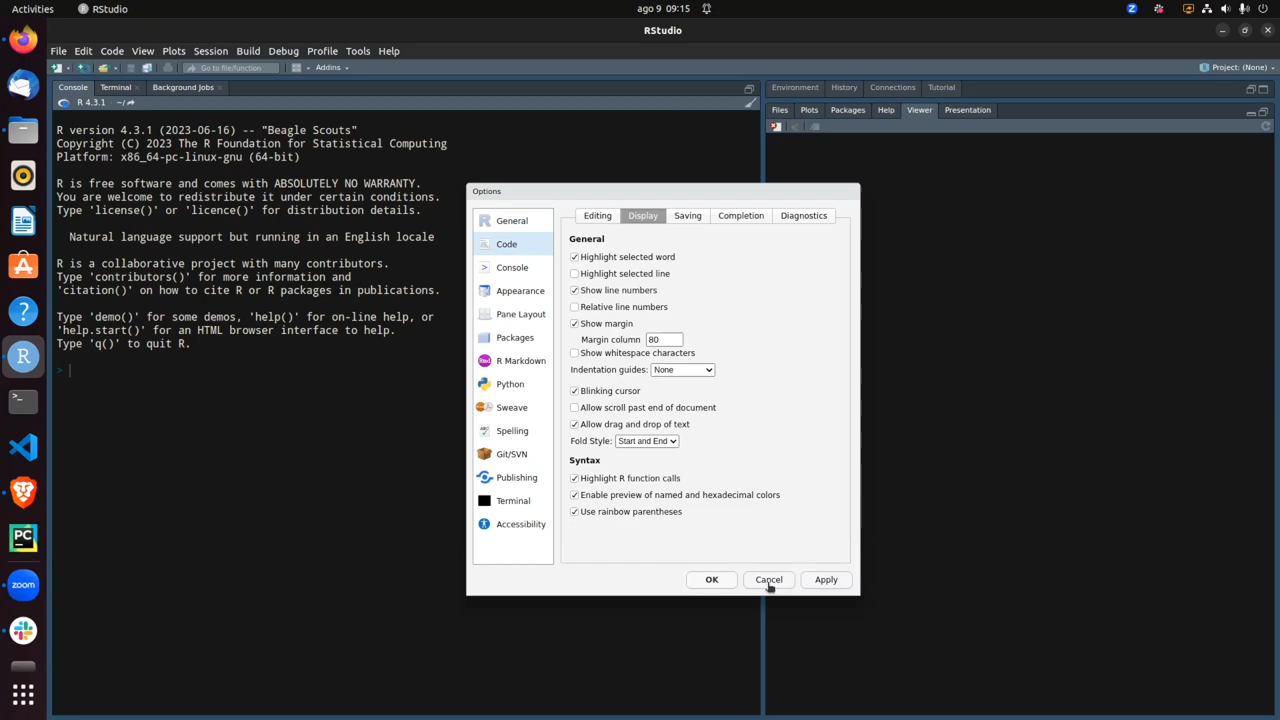 Activities RStudio ago 9 09:15
RStudio
File Edit Code View Plots Session Build Debug Profile Tools Help
Go to file/function Addins Project: (None)
Console Terminal Background Jobs
R 4.3.1 ~/
Environment History Connections Tutorial
Files Plots Packages Help Viewer Presentation
R version 4.3.1 (2023-06-16) -- "Beagle Scouts"
Copyright (C) 2023 The R Foundation for Statistical Computing
Platform: x86_64-pc-linux-gnu (64-bit)
R is free software and comes with ABSOLUTELY NO WARRANTY.
You are welcome to redistribute it under certain conditions.
Type 'license()' or 'licence()' for distribution details.
Natural language support but running in an English locale
R is a collaborative project with many contributors.
Type 'contributors()' for more information and
'citation()' on how to cite R or R packages in publications.
Type 'demo()' for some demos, 'help()' for on-line help, or
'help.start()' for an HTML browser interface to help.
Type 'q()' to quit R.
>
Options
General
Code
Console
Appearance
Pane Layout
Packages
R Markdown
Python
Sweave
Spelling
Git/SVN
Publishing
Terminal
Accessibility
Editing Display Saving Completion Diagnostics
General
Highlight selected word
Highlight selected line
Show line numbers
Relative line numbers
Show margin
Margin column 80
Show whitespace characters
Indentation guides: None
Blinking cursor
Allow scroll past end of document
Allow drag and drop of text
Fold Style: Start and End
Syntax
Highlight R function calls
Enable preview of named and hexadecimal colors
Use rainbow parentheses
OK Cancel Apply
zoom